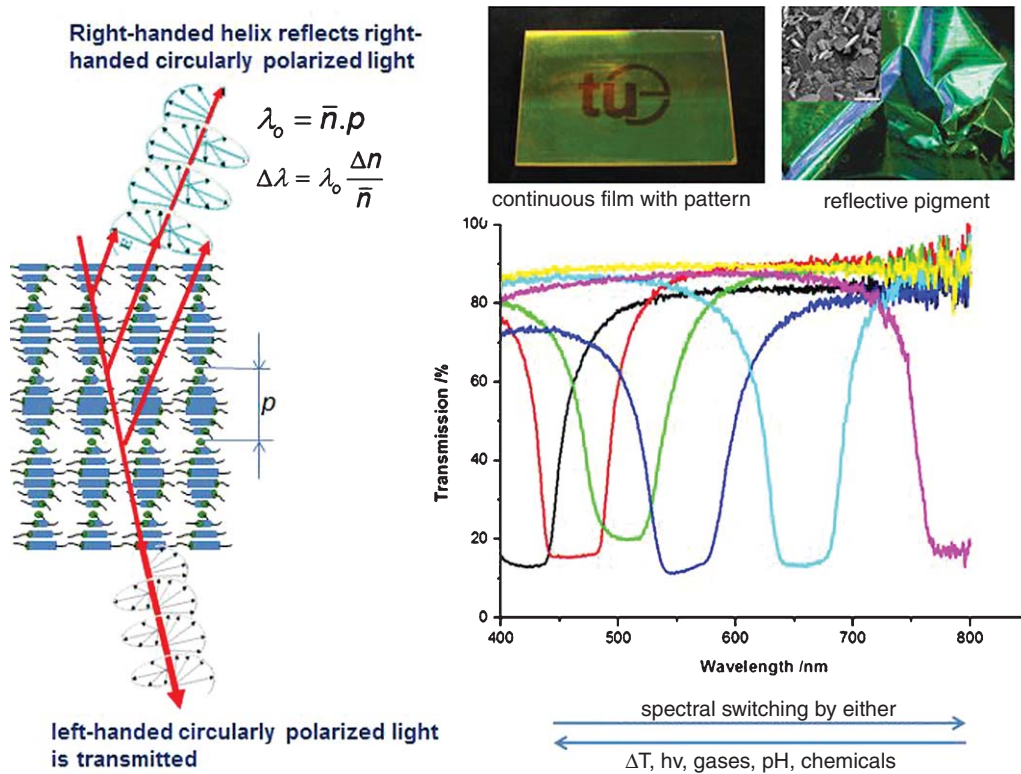 Right-handed helix reflects right-
handed circularly polarized light
λo = n̄.p
Δλ = λo Δn / n̄
E
p
left-handed circularly polarized light
is transmitted
tu e
continuous film with pattern
reflective pigment
100
80
60
40
20
0
Transmission /%
400 500 600 700 800
Wavelength /nm
spectral switching by either
ΔT, hv, gases, pH, chemicals